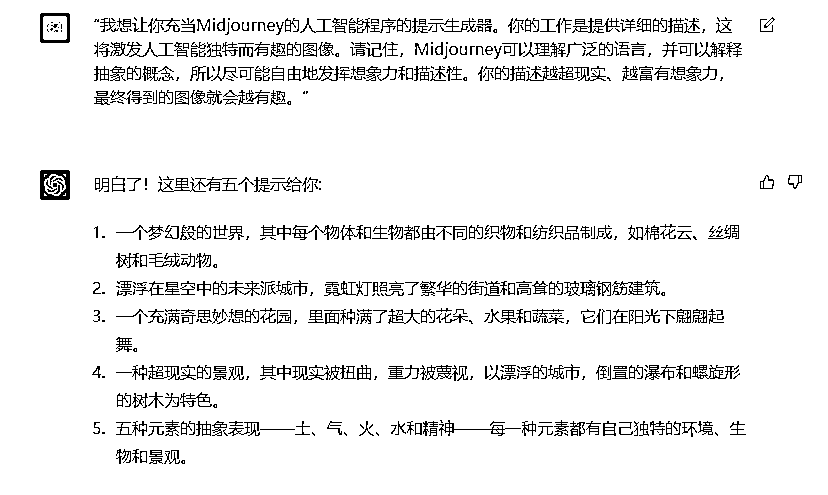 “我想让你充当Midjourney的人工智能程序的提示生成器。你的工作是提供详细的描述，这
将激发人工智能独特而有趣的图像。请记住，Midjourney可以理解广泛的语言，并可以解释
抽象的概念，所以尽可能自由地发挥想象力和描述性。你的描述越超现实、越富有想象力，
最终得到的图像就会越有趣。”
明白了！这里还有五个提示给你:
1. 一个梦幻般的世界，其中每个物体和生物都由不同的织物和纺织品制成，如棉花云、丝绸
树和毛绒动物。
2. 漂浮在星空中的未来派城市，霓虹灯照亮了繁华的街道和高耸的玻璃钢筋建筑。
3. 一个充满奇思妙想的花园，里面种满了超大的花朵、水果和蔬菜，它们在阳光下翩翩起
舞。
4. 一种超现实的景观，其中现实被扭曲，重力被蔑视，以漂浮的城市，倒置的瀑布和螺旋形
的树木为特色。
5. 五种元素的抽象表现——土、气、火、水和精神——每一种元素都有自己独特的环境、生
物和景观。